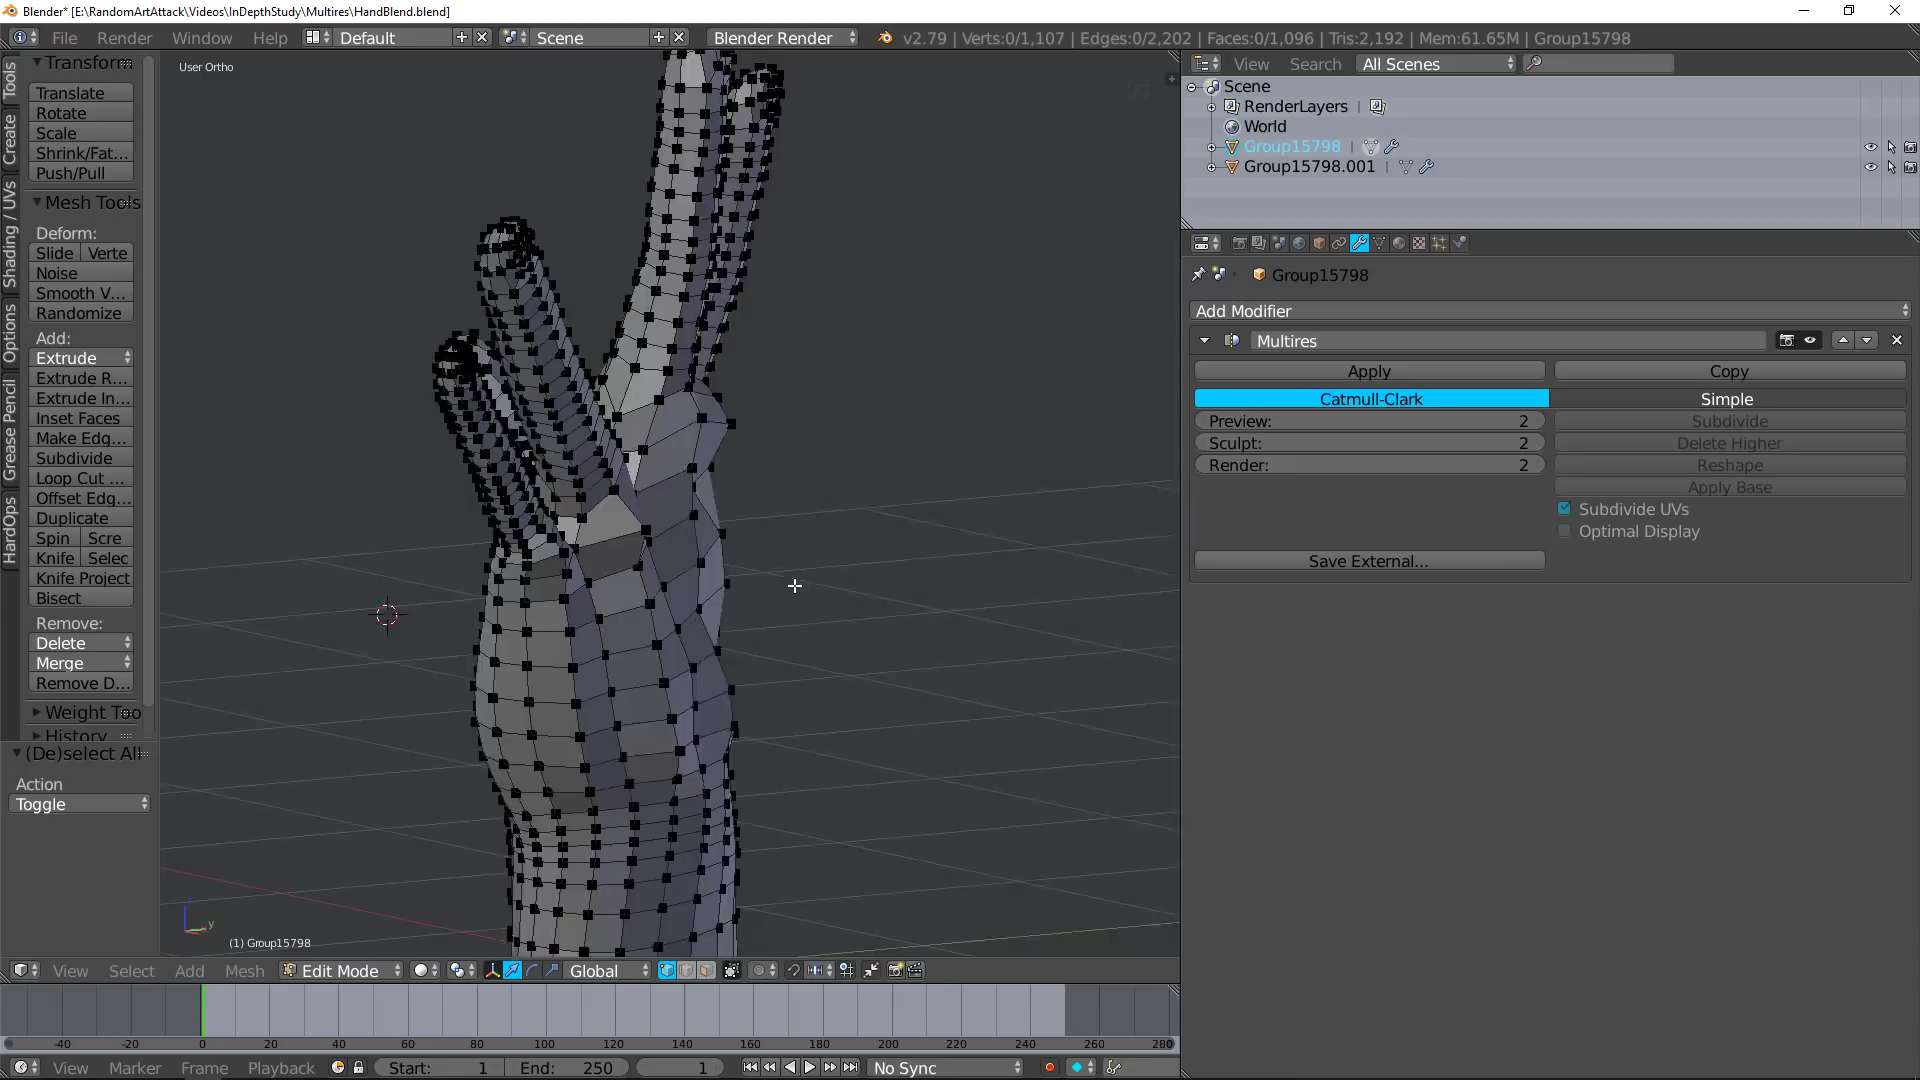 Blender* [E:\RandomArtAttack\Videos\InDepthStudy\Multires\HandBlend.blend]
File Render Window Help Default Scene Blender Render v2.79 | Verts:0/1,107 | Edges:0/2,202 | Faces:0/1,096 | Tris:2,192 | Mem:61.65M | Group15798
Tools
Create
Shading / UVs
Options
Grease Pencil
HardOps
Transform
Translate
Rotate
Scale
Shrink/Fat...
Push/Pull
Mesh Tools
Deform:
Slide Verte
Noise
Smooth V...
Randomize
Add:
Extrude
Extrude R...
Extrude In...
Inset Faces
Make Edg...
Subdivide
Loop Cut ...
Offset Edg...
Duplicate
Spin Scre
Knife Selec
Knife Project
Bisect
Remove:
Delete
Merge
Remove D...
Weight Too
History
(De)select All
Action
Toggle
User Ortho
(1) Group15798
y
View Select Add Mesh Edit Mode Global
-40 -20 0 20 40 60 80 100 120 140 160 180 200 220 240 260 280
View Marker Frame Playback Start: 1 End: 250 1 No Sync
View Search All Scenes
Scene
RenderLayers |
World
Group15798 |
Group15798.001 |
Group15798
Add Modifier
Multires
Apply Copy
Catmull-Clark Simple
Preview: 2 Subdivide
Sculpt: 2 Delete Higher
Render: 2 Reshape
Apply Base
Subdivide UVs
Optimal Display
Save External...